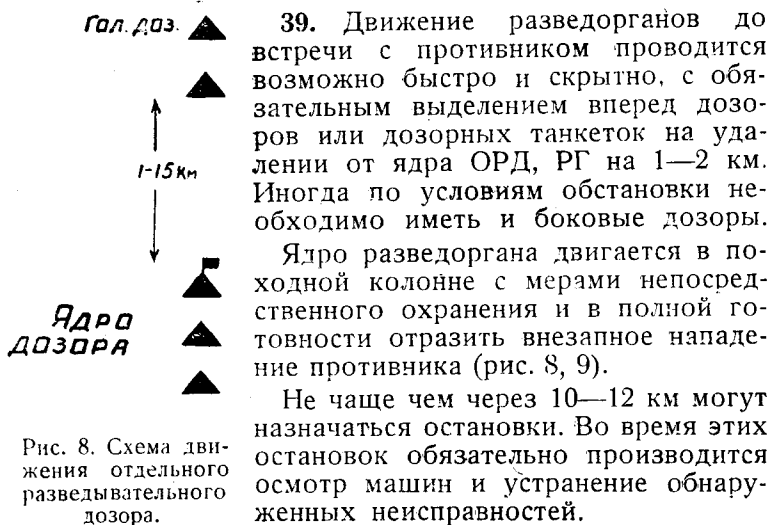 Гол. доз.
1-15 км
Ядро
дозора
Рис. 8. Схема дви-
жения отдельного
разведывательного
дозора.
39. Движение разведорганов до
встречи с противником проводится
возможно быстро и скрытно, с обя-
зательным выделением вперед дозо-
ров или дозорных танкеток на уда-
лении от ядра ОРД, РГ на 1—2 км.
Иногда по условиям обстановки не-
обходимо иметь и боковые дозоры.
Ядро разведоргана двигается в по-
ходной колонне с мерами непосред-
ственного охранения и в полной го-
товности отразить внезапное нападе-
ние противника (рис. 8, 9).
Не чаще чем через 10—12 км могут
назначаться остановки. Во время этих
остановок обязательно производится
осмотр машин и устранение обнару-
женных неисправностей.